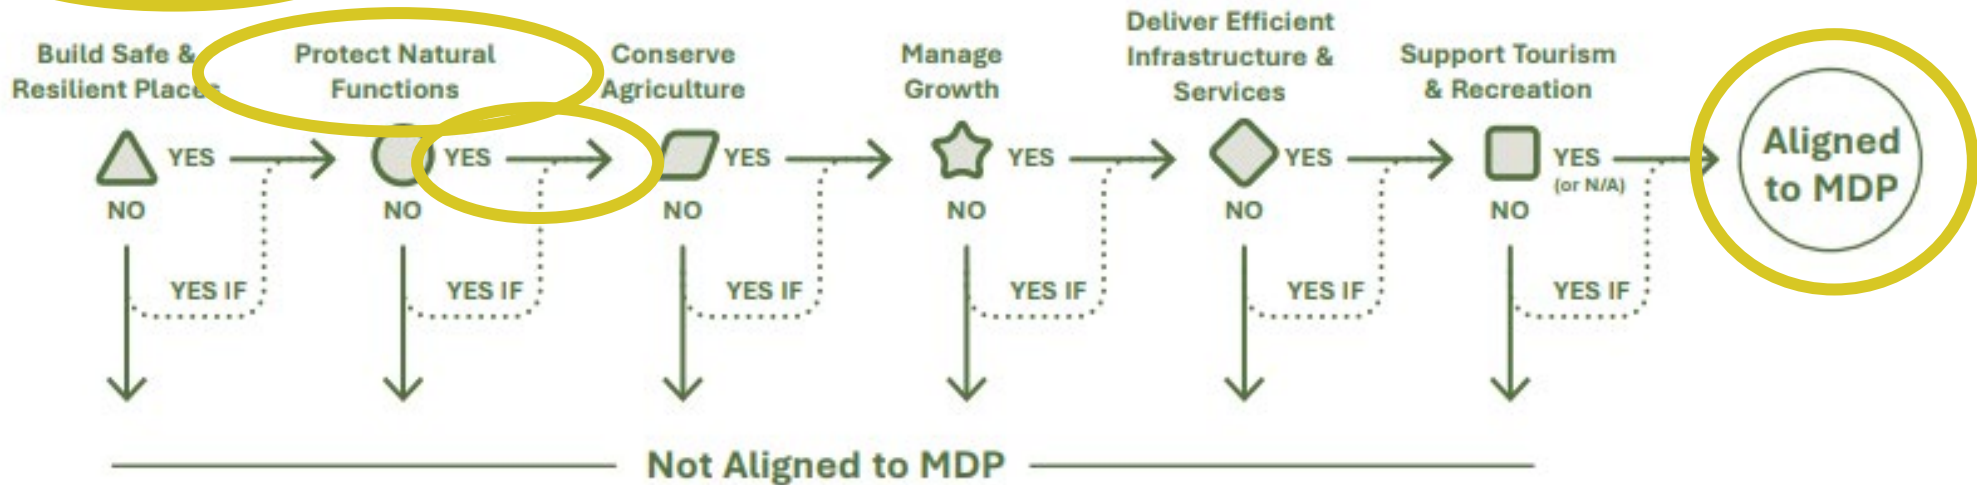 Build Safe &
Resilient Places
Protect Natural
Functions
Conserve
Agriculture
Manage
Growth
Deliver Efficient
Infrastructure &
Services
Support Tourism
& Recreation
YES
YES
YES
YES
YES
YES
(or N/A)
Aligned
to MDP
NO
NO
NO
NO
NO
NO
YES IF
YES IF
YES IF
YES IF
YES IF
YES IF
Not Aligned to MDP